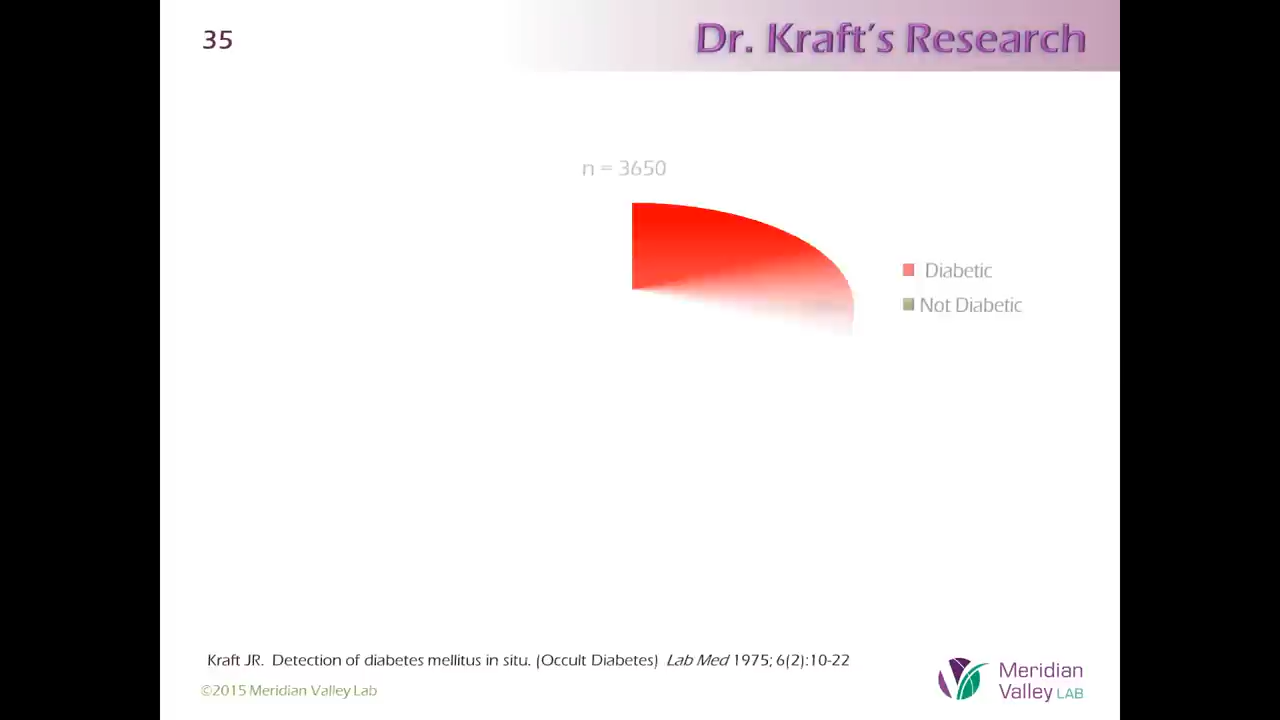 35
Dr. Kraft's Research
n = 3650
Diabetic
Not Diabetic
Kraft JR. Detection of diabetes mellitus in situ. (Occult Diabetes) Lab Med 1975; 6(2):10-22
©2015 Meridian Valley Lab
Meridian
Valley LAB